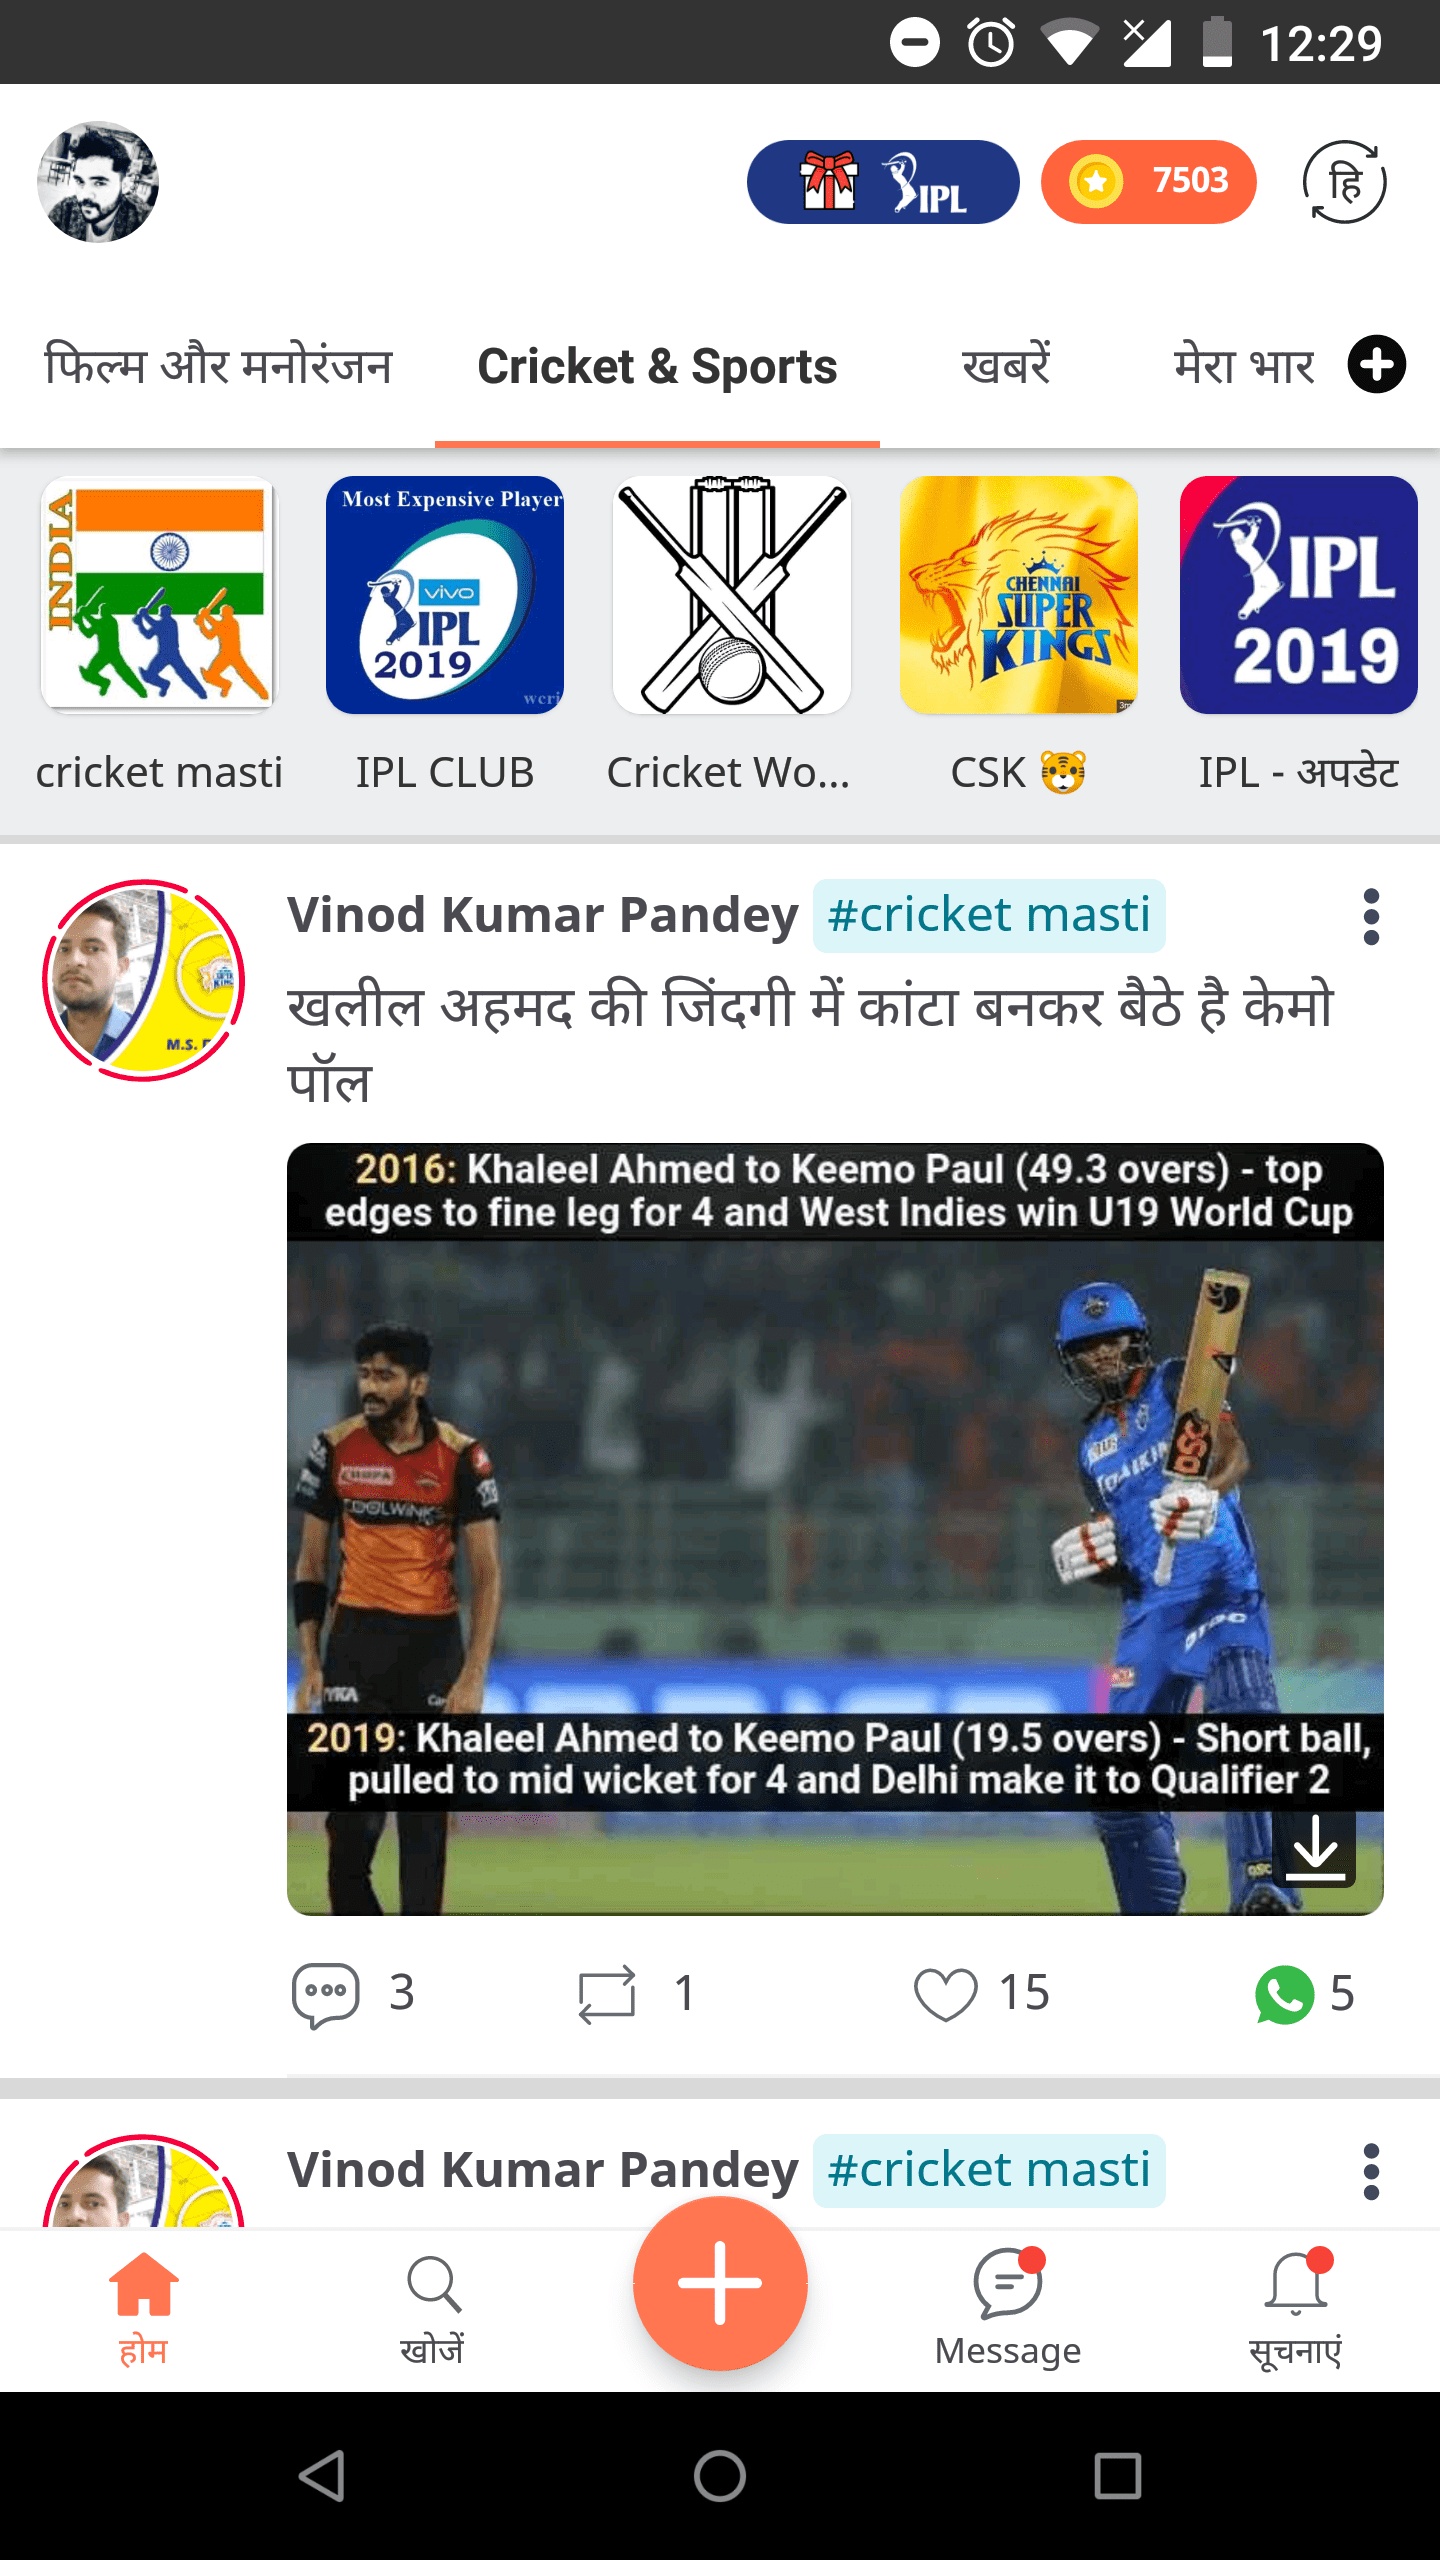 12:29
IPL
7503
हि
फिल्म और मनोरंजन
Cricket & Sports
खबरें
मेरा भार
INDIA
Most Expensive Player
vivo
IPL
2019
wcri
CHENNAI
SUPER
KINGS
IPL
2019
cricket masti
IPL CLUB
Cricket Wo...
CSK 🐯
IPL - अपडेट
Vinod Kumar Pandey #cricket masti
खलील अहमद की जिंदगी में कांटा बनकर बैठे है केमो
पॉल
M.S.
2016: Khaleel Ahmed to Keemo Paul (49.3 overs) - top
edges to fine leg for 4 and West Indies win U19 World Cup
COOLWINKS
DSC
2019: Khaleel Ahmed to Keemo Paul (19.5 overs) - Short ball,
pulled to mid wicket for 4 and Delhi make it to Qualifier 2
3
1
15
5
Vinod Kumar Pandey #cricket masti
होम
खोजें
Message
सूचनाएं